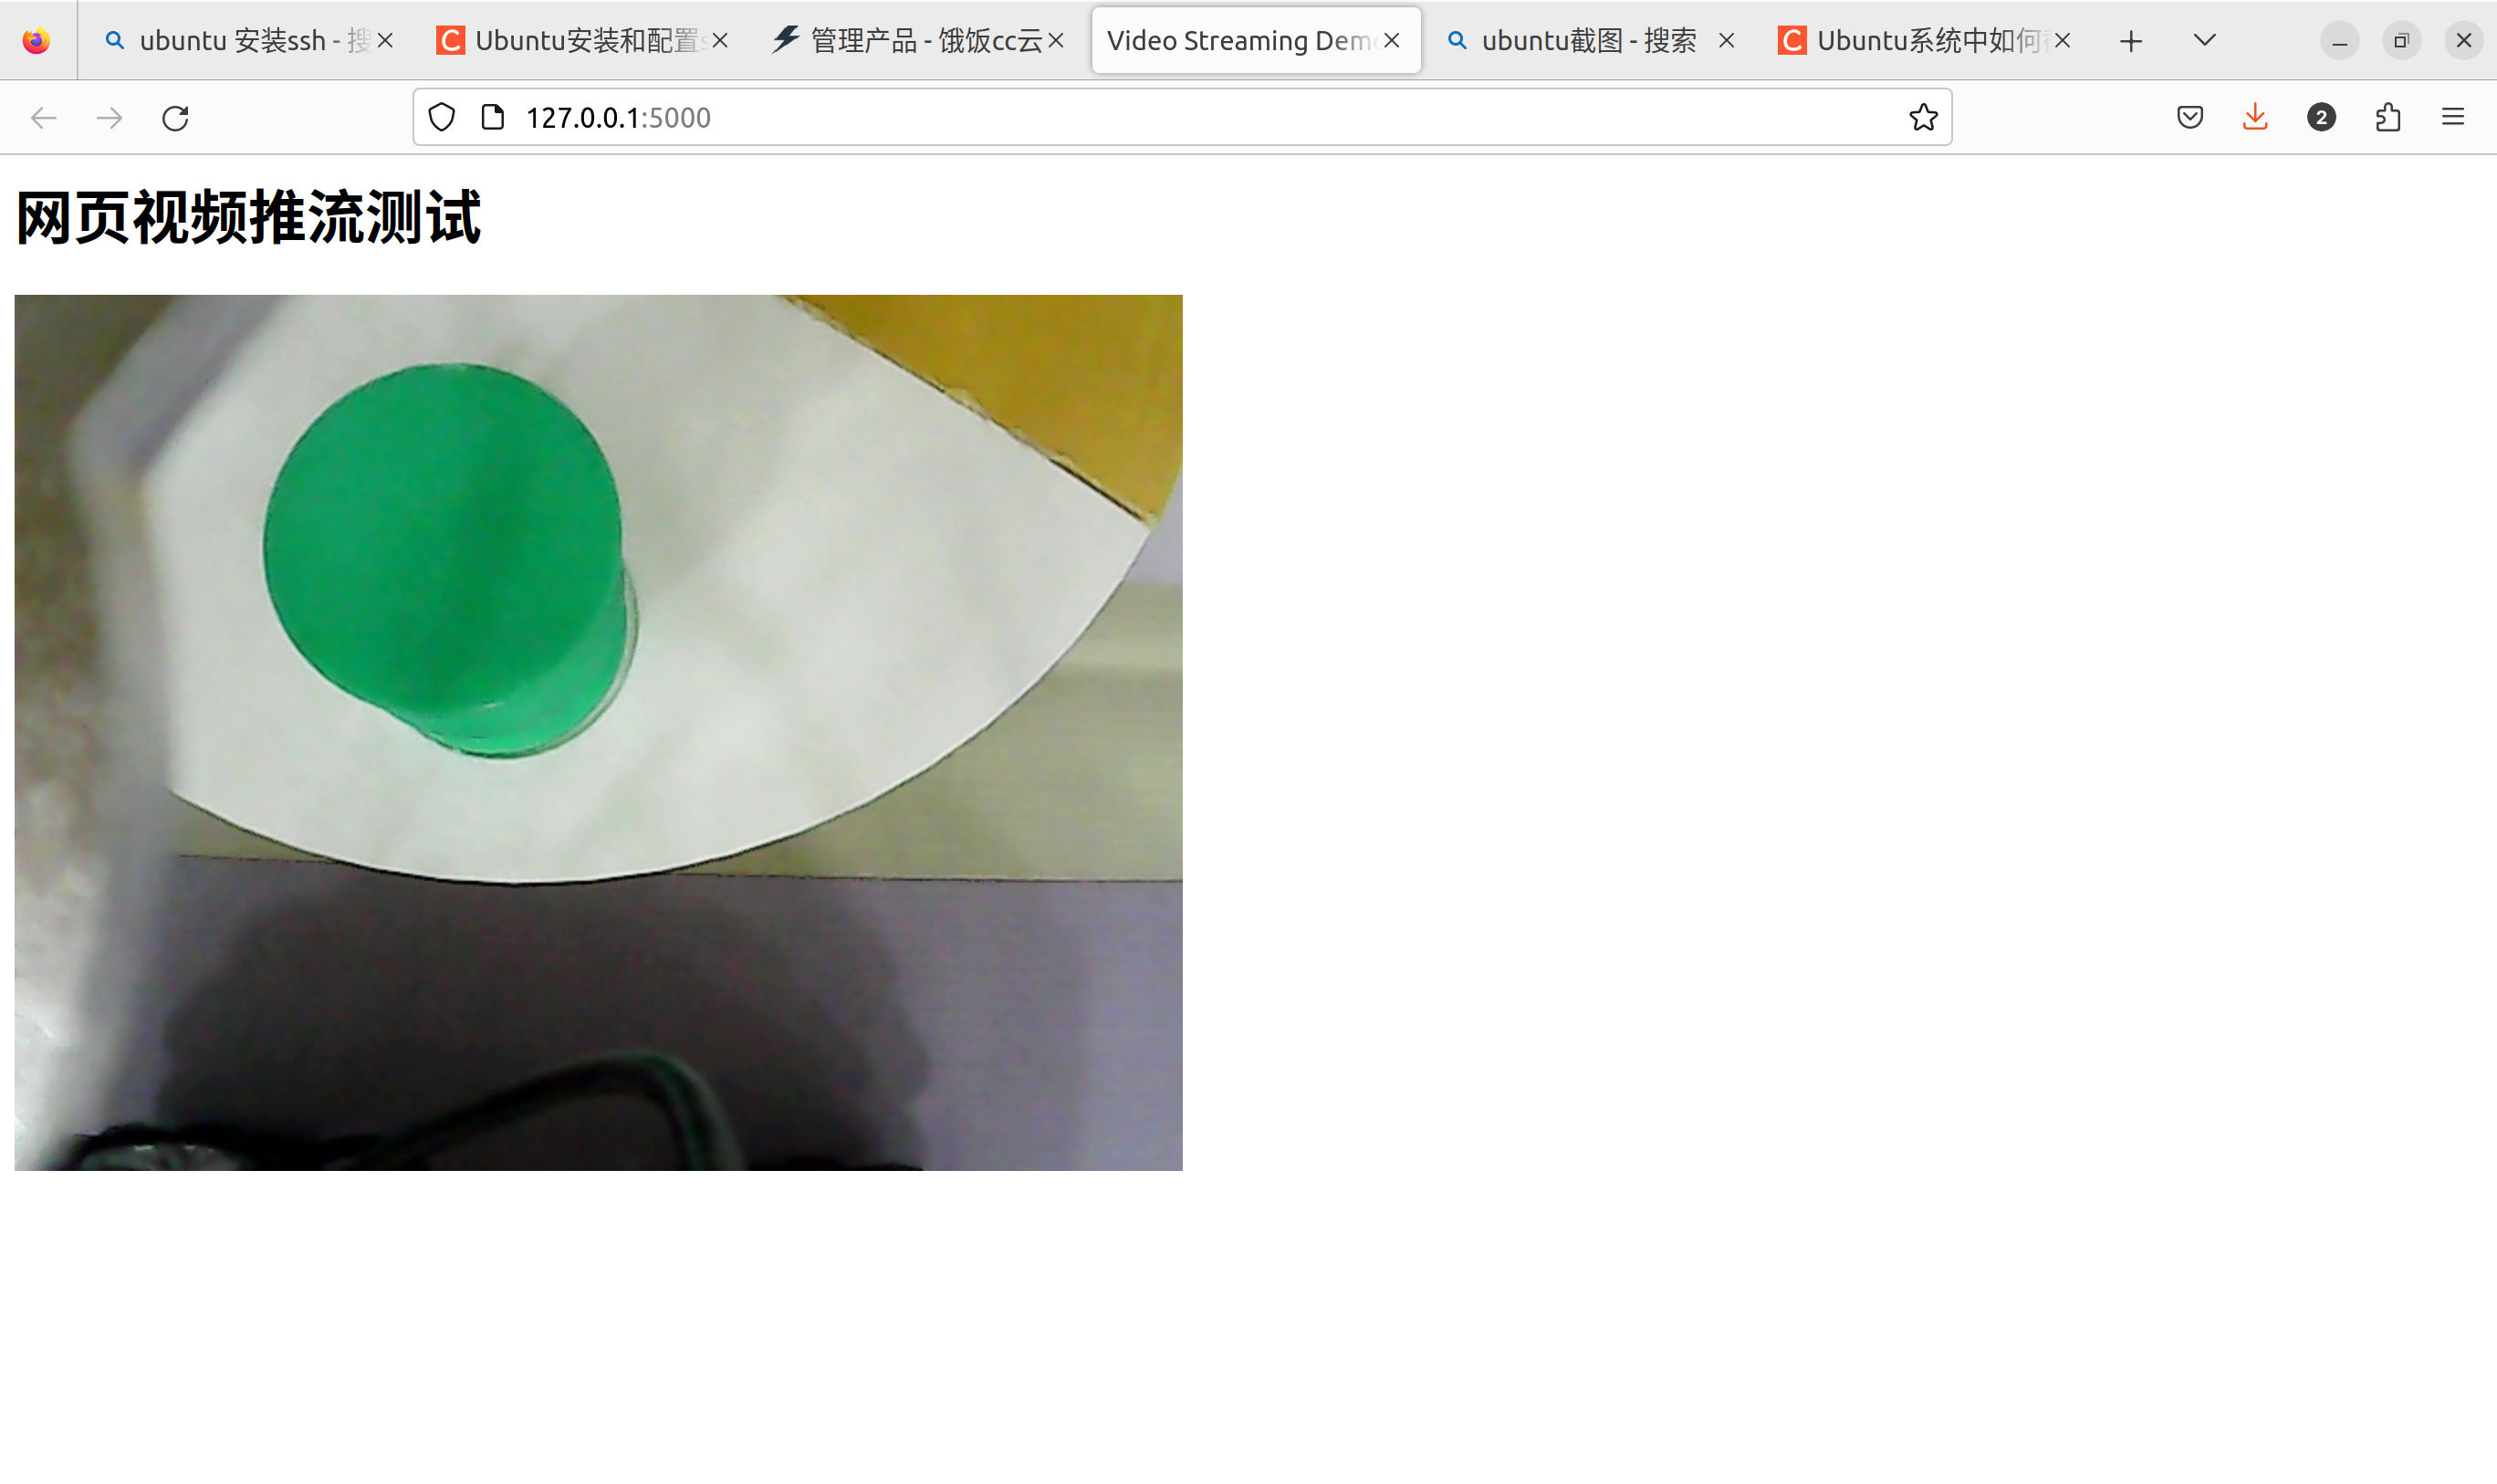 ubuntu 安装ssh - 搜
Ubuntu安装和配置s
管理产品 - 饿饭cc云
Video Streaming Demo
ubuntu截图 - 搜索
Ubuntu系统中如何
127.0.0.1:5000
2
网页视频推流测试